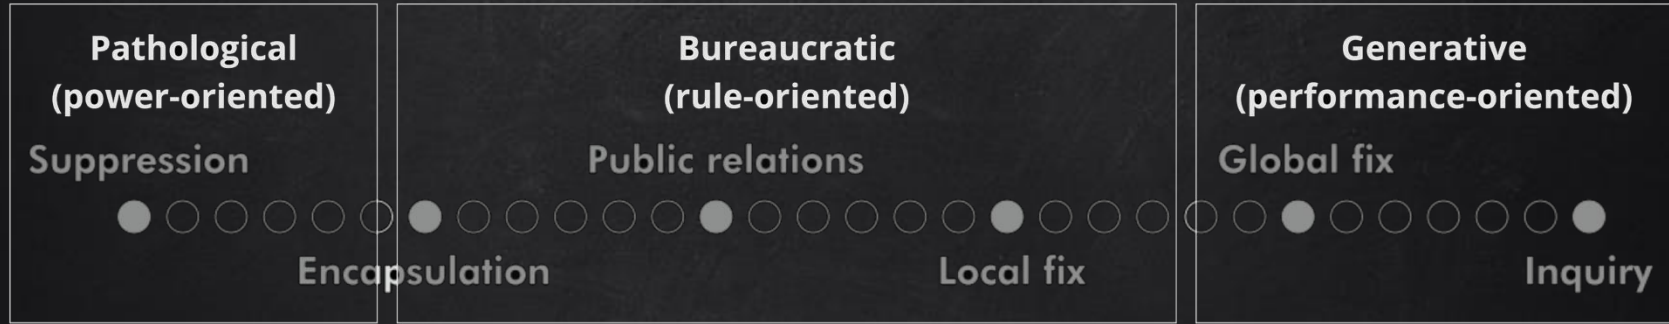 Pathological
(power-oriented)
Bureaucratic
(rule-oriented)
Generative
(performance-oriented)
Suppression
Public relations
Global fix
Encapsulation
Local fix
Inquiry